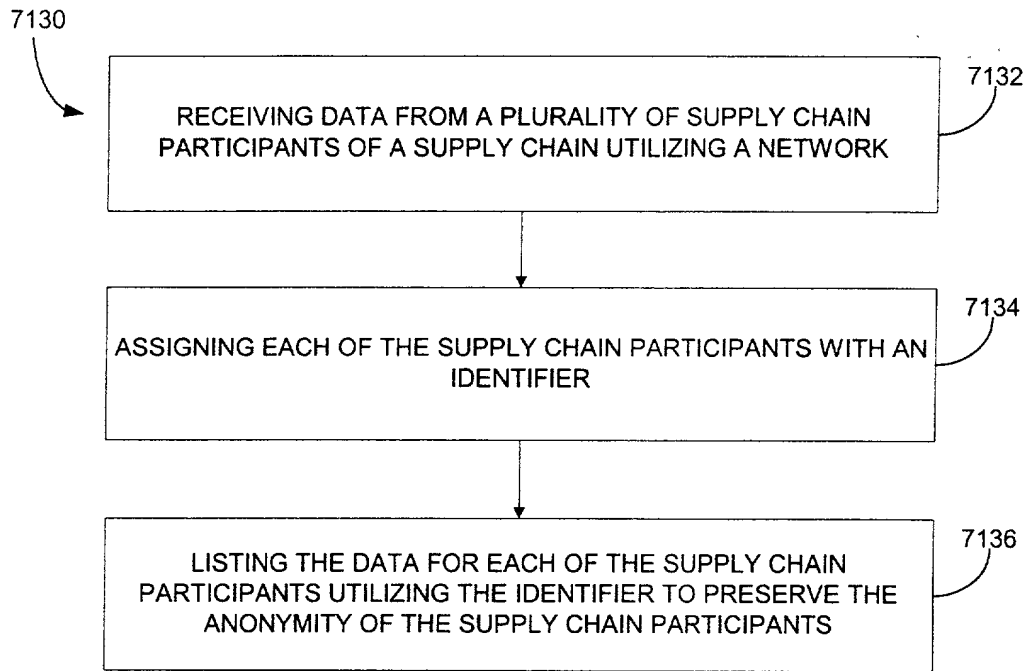 7130
7132
RECEIVING DATA FROM A PLURALITY OF SUPPLY CHAIN
PARTICIPANTS OF A SUPPLY CHAIN UTILIZING A NETWORK
7134
ASSIGNING EACH OF THE SUPPLY CHAIN PARTICIPANTS WITH AN
IDENTIFIER
7136
LISTING THE DATA FOR EACH OF THE SUPPLY CHAIN
PARTICIPANTS UTILIZING THE IDENTIFIER TO PRESERVE THE
ANONYMITY OF THE SUPPLY CHAIN PARTICIPANTS